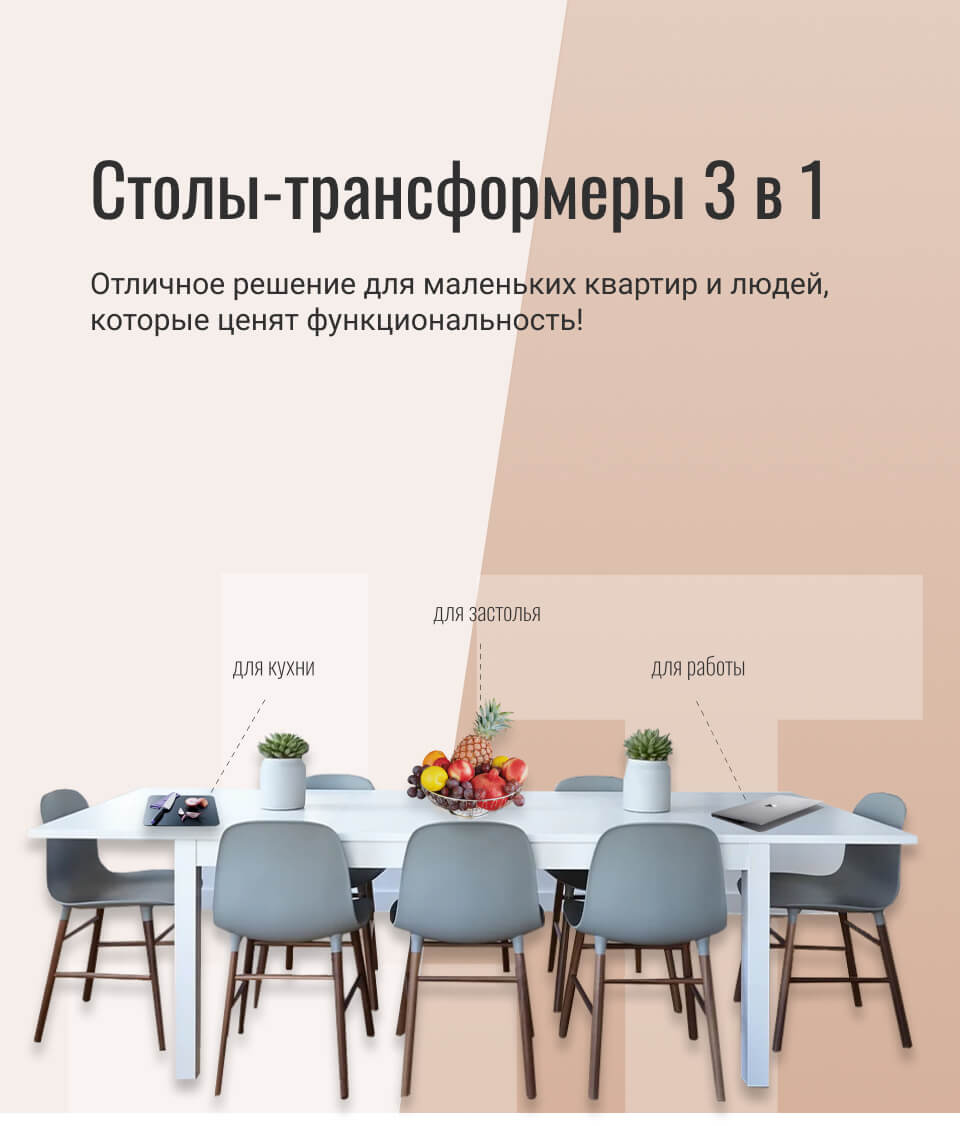 Столы-трансформеры 3 в 1
Отличное решение для маленьких квартир и людей,
которые ценят функциональность!
для застолья
для кухни
для работы